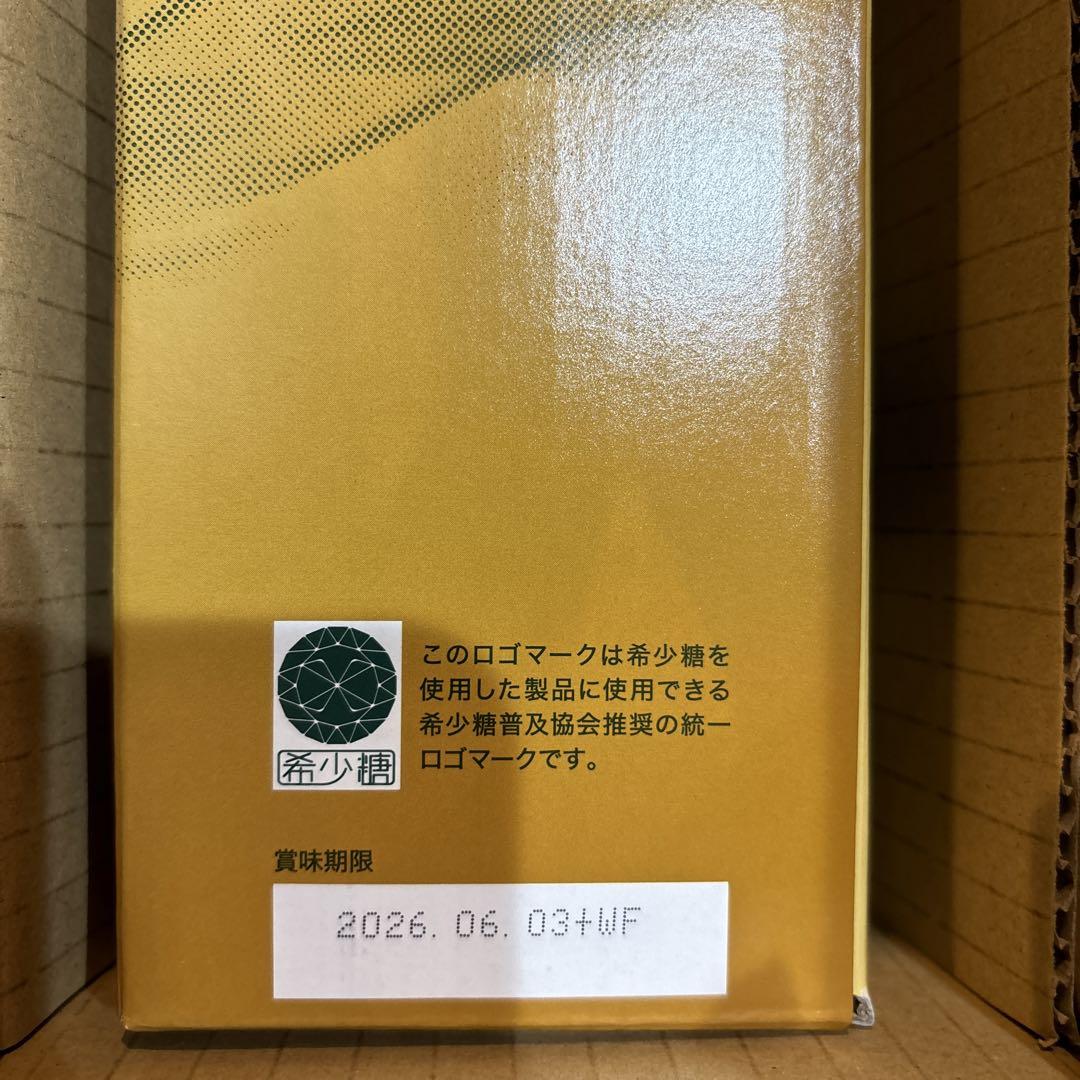 このロゴマークは希少糖を
使用した製品に使用できる
希少糖普及協会推奨の統一
ロゴマークです。
希少糖
賞味期限
2026.06.03+WF